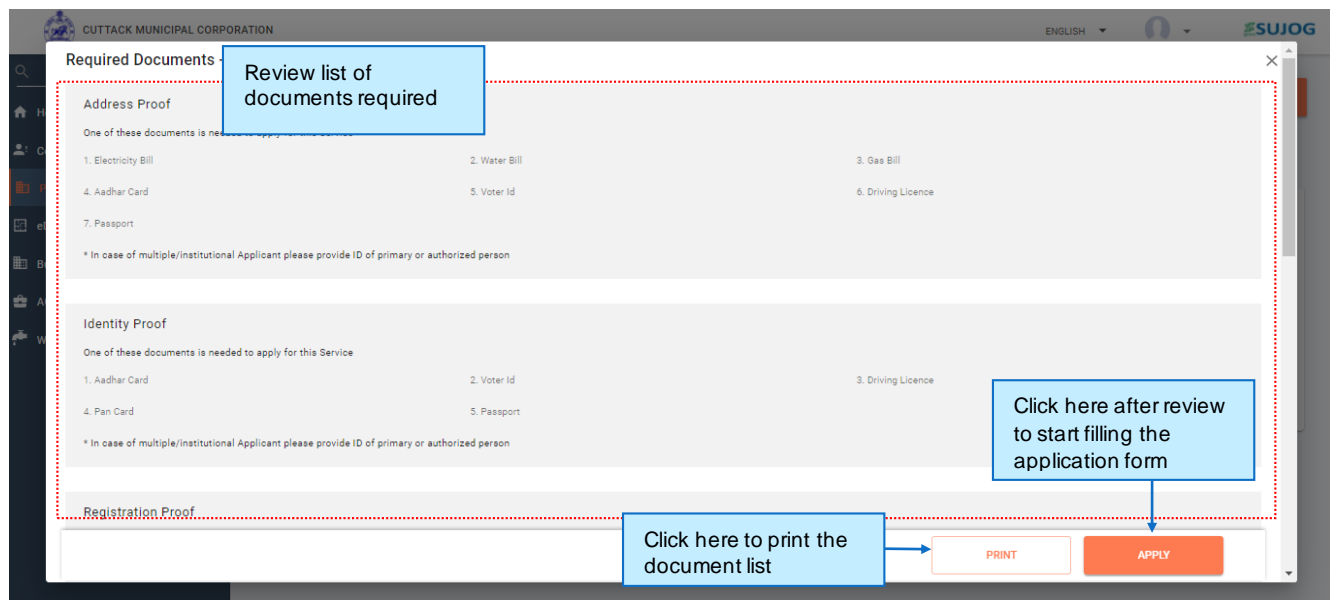 CUTTACK MUNICIPAL CORPORATION
ENGLISH
SUJOG
Required Documents -
Review list of
documents required
Address Proof
One of these documents is needed to apply for this Service
1. Electricity Bill 2. Water Bill 3. Gas Bill
4. Aadhar Card 5. Voter Id 6. Driving Licence
7. Passport
* In case of multiple/institutional Applicant please provide ID of primary or authorized person
Identity Proof
One of these documents is needed to apply for this Service
1. Aadhar Card 2. Voter Id 3. Driving Licence
4. Pan Card 5. Passport
* In case of multiple/institutional Applicant please provide ID of primary or authorized person
Click here after review
to start filling the
application form
Registration Proof
Click here to print the
document list
PRINT APPLY